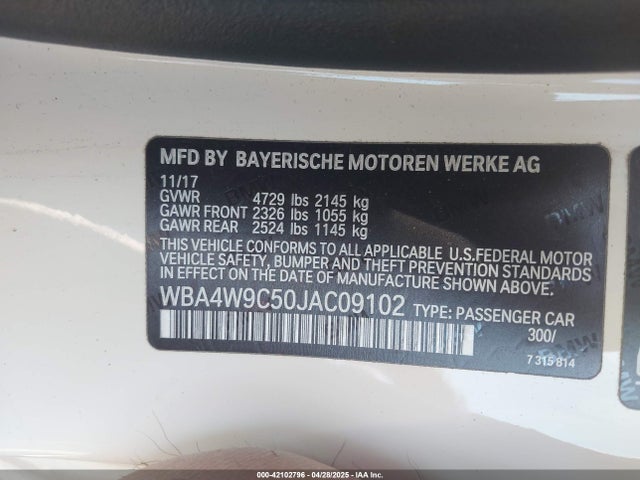 MFD BY BAYERISCHE MOTOREN WERKE AG
11/17
GVWR 4729 lbs 2145 kg
GAWR FRONT 2326 lbs 1055 kg
GAWR REAR 2524 lbs 1145 kg
THIS VEHICLE CONFORMS TO ALL APPLICABLE U.S.FEDERAL MOTOR
VEHICLE SAFETY, BUMPER AND THEFT PREVENTION STANDARDS
IN EFFECT ON THE DATE OF MANUFACTURE SHOWN ABOVE.
WBA4W9C50JAC09102 TYPE: PASSENGER CAR
300/
7 315 814
000-42102796 | 04/28/2025 | IAA Inc.